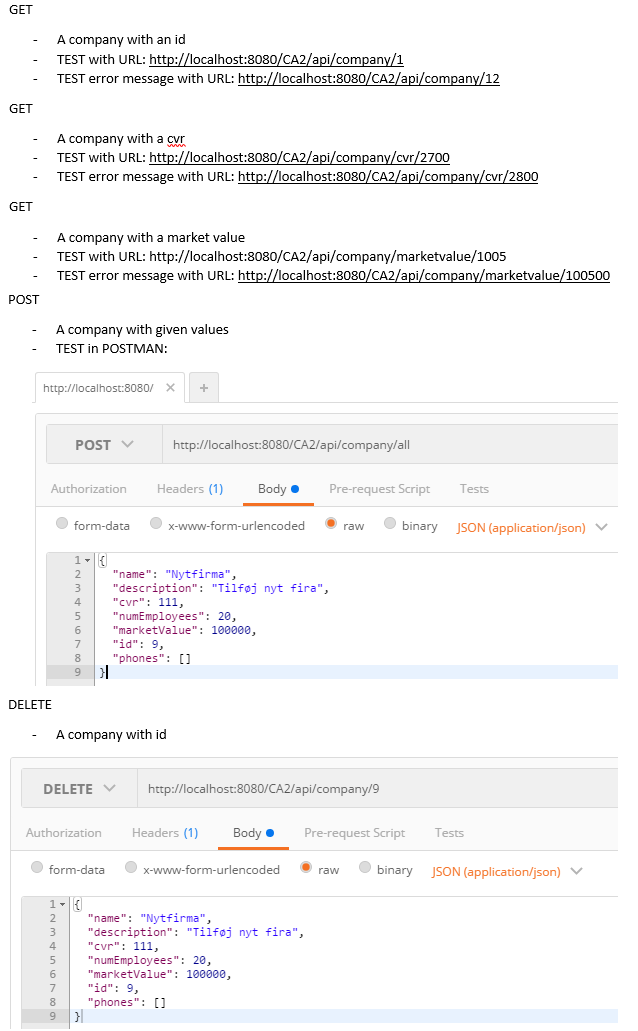 GET
- A company with an id
- TEST with URL: http://localhost:8080/CA2/api/company/1
- TEST error message with URL: http://localhost:8080/CA2/api/company/12
GET
- A company with a cvr
- TEST with URL: http://localhost:8080/CA2/api/company/cvr/2700
- TEST error message with URL: http://localhost:8080/CA2/api/company/cvr/2800
GET
- A company with a market value
- TEST with URL: http://localhost:8080/CA2/api/company/marketvalue/1005
- TEST error message with URL: http://localhost:8080/CA2/api/company/marketvalue/100500
POST
- A company with given values
- TEST in POSTMAN:
http://localhost:8080/ × +
POST http://localhost:8080/CA2/api/company/all
Authorization Headers (1) Body Pre-request Script Tests
form-data x-www-form-urlencoded raw binary JSON (application/json)
1 {
2 "name": "Nytfirma",
3 "description": "Tilføj nyt fira",
4 "cvr": 111,
5 "numEmployees": 20,
6 "marketValue": 100000,
7 "id": 9,
8 "phones": []
9 }
DELETE
- A company with id
DELETE http://localhost:8080/CA2/api/company/9
Authorization Headers (1) Body Pre-request Script Tests
form-data x-www-form-urlencoded raw binary JSON (application/json)
1 {
2 "name": "Nytfirma",
3 "description": "Tilføj nyt fira",
4 "cvr": 111,
5 "numEmployees": 20,
6 "marketValue": 100000,
7 "id": 9,
8 "phones": []
9 }